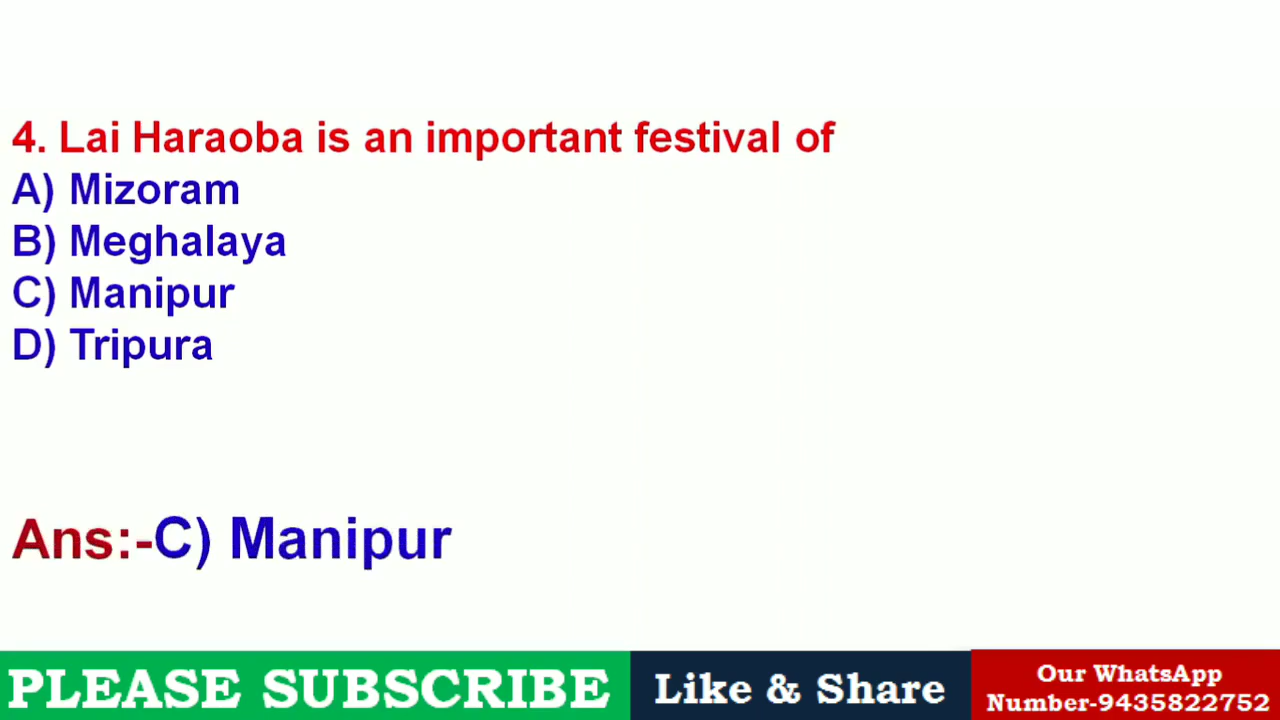 4. Lai Haraoba is an important festival of
A) Mizoram
B) Meghalaya
C) Manipur
D) Tripura
Ans:-C) Manipur
PLEASE SUBSCRIBE
Like & Share
Our WhatsApp
Number-9435822752